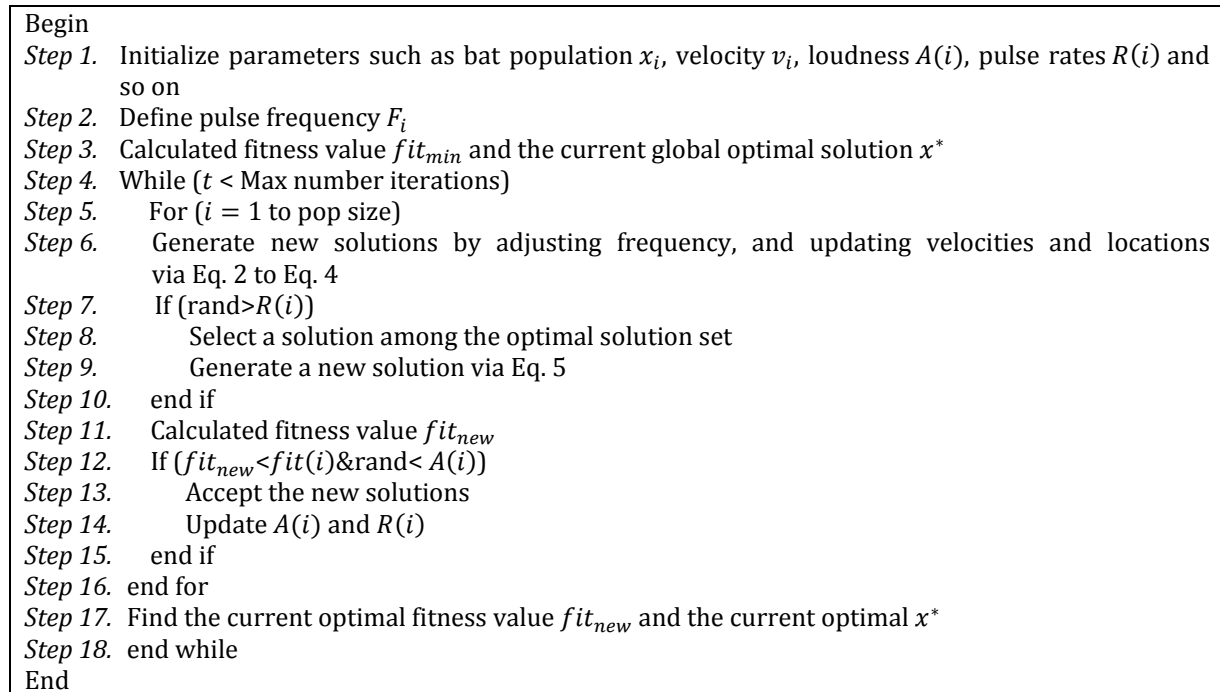 Begin
Step 1. Initialize parameters such as bat population x_i, velocity v_i, loudness A(i), pulse rates R(i) and
so on
Step 2. Define pulse frequency F_i
Step 3. Calculated fitness value fit_min and the current global optimal solution x*
Step 4. While (t < Max number iterations)
Step 5. For (i = 1 to pop size)
Step 6. Generate new solutions by adjusting frequency, and updating velocities and locations
via Eq. 2 to Eq. 4
Step 7. If (rand>R(i))
Step 8. Select a solution among the optimal solution set
Step 9. Generate a new solution via Eq. 5
Step 10. end if
Step 11. Calculated fitness value fit_new
Step 12. If (fit_new<fit(i)&rand< A(i))
Step 13. Accept the new solutions
Step 14. Update A(i) and R(i)
Step 15. end if
Step 16. end for
Step 17. Find the current optimal fitness value fit_new and the current optimal x*
Step 18. end while
End